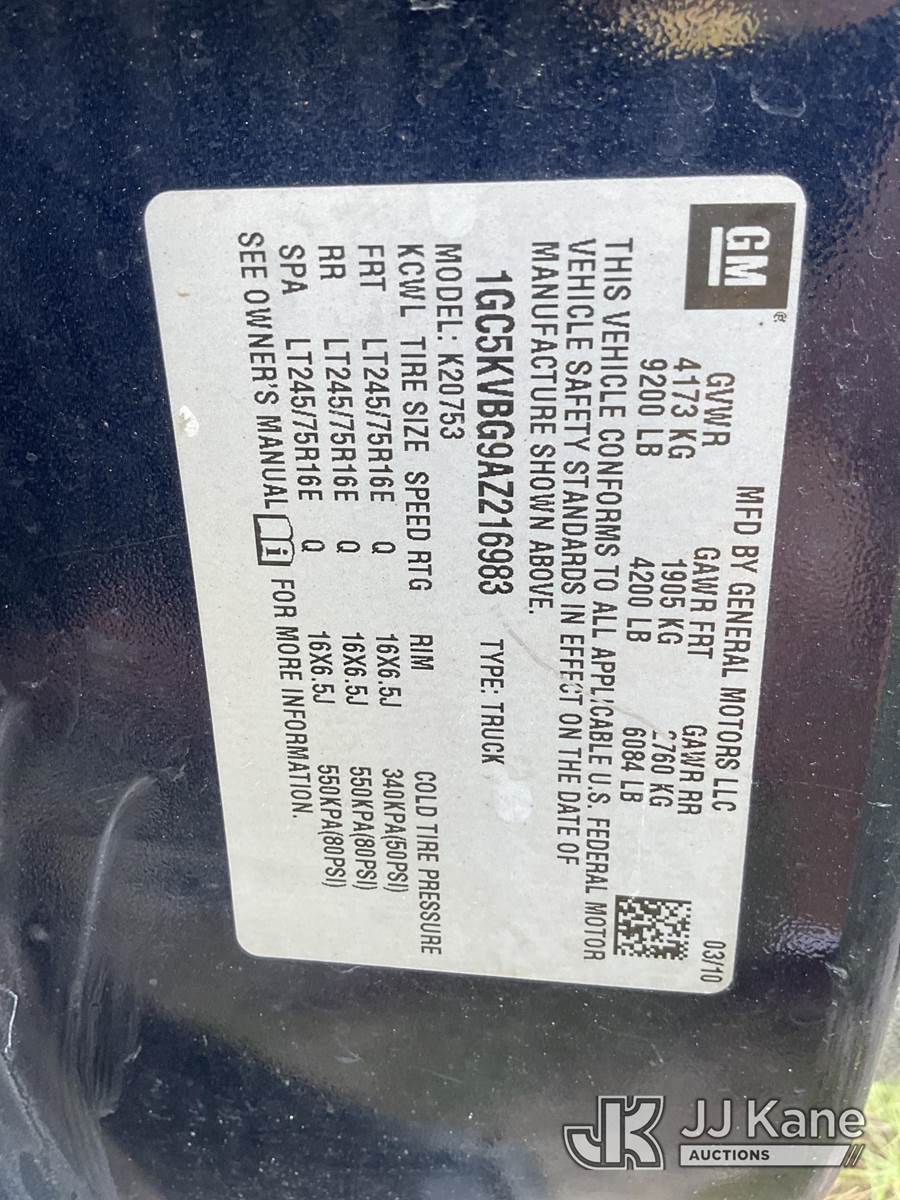 GM
MFD BY GENERAL MOTORS LLC 03/10
GVWR GAWR FRT GAWR RR
4173 KG 1905 KG 2760 KG
9200 LB 4200 LB 6084 LB
THIS VEHICLE CONFORMS TO ALL APPLICABLE U.S. FEDERAL MOTOR
VEHICLE SAFETY STANDARDS IN EFFECT ON THE DATE OF
MANUFACTURE SHOWN ABOVE.
1GC5KVBG9AZ216983 TYPE: TRUCK
MODEL: K20753
KCWL TIRE SIZE SPEED RTG RIM COLD TIRE PRESSURE
FRT LT245/75R16E Q 16X6.5J 340KPA(50PSI)
RR LT245/75R16E Q 16X6.5J 550KPA(80PSI)
SPA LT245/75R16E Q 16X6.5J 550KPA(80PSI)
SEE OWNER'S MANUAL FOR MORE INFORMATION.
JK JJ Kane
AUCTIONS